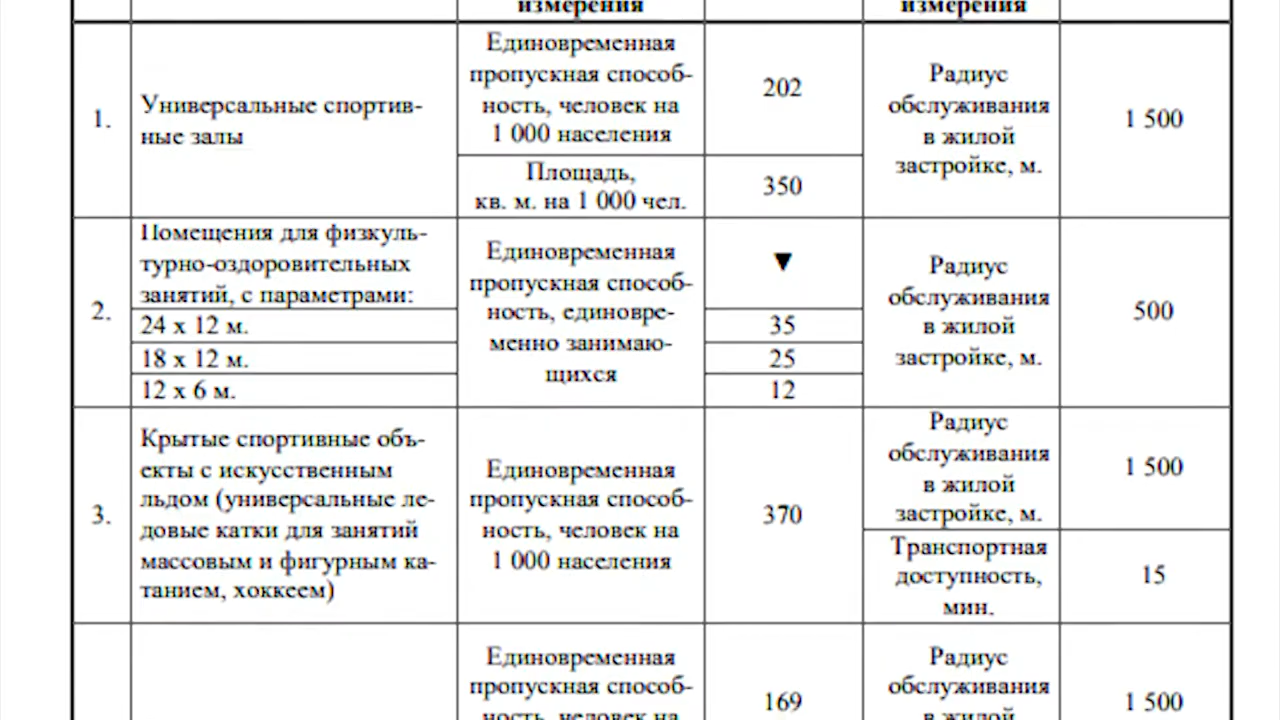 измерения
измерения
1.
Универсальные спортив-
ные залы
Единовременная
пропускная способ-
ность, человек на
1 000 населения
202
Площадь,
кв. м. на 1 000 чел.
350
Радиус
обслуживания
в жилой
застройке, м.
1 500
2.
Помещения для физкуль-
турно-оздоровительных
занятий, с параметрами:
24 х 12 м.
18 х 12 м.
12 х 6 м.
Единовременная
пропускная способ-
ность, единовре-
менно занимаю-
щихся
▼
35
25
12
Радиус
обслуживания
в жилой
застройке, м.
500
3.
Крытые спортивные объ-
екты с искусственным
льдом (универсальные ле-
довые катки для занятий
массовым и фигурным ка-
танием, хоккеем)
Единовременная
пропускная способ-
ность, человек на
1 000 населения
370
Радиус
обслуживания
в жилой
застройке, м.
1 500
Транспортная
доступность,
мин.
15
Единовременная
пропускная способ-
ность, человек на
169
Радиус
обслуживания
в жилой
1 500